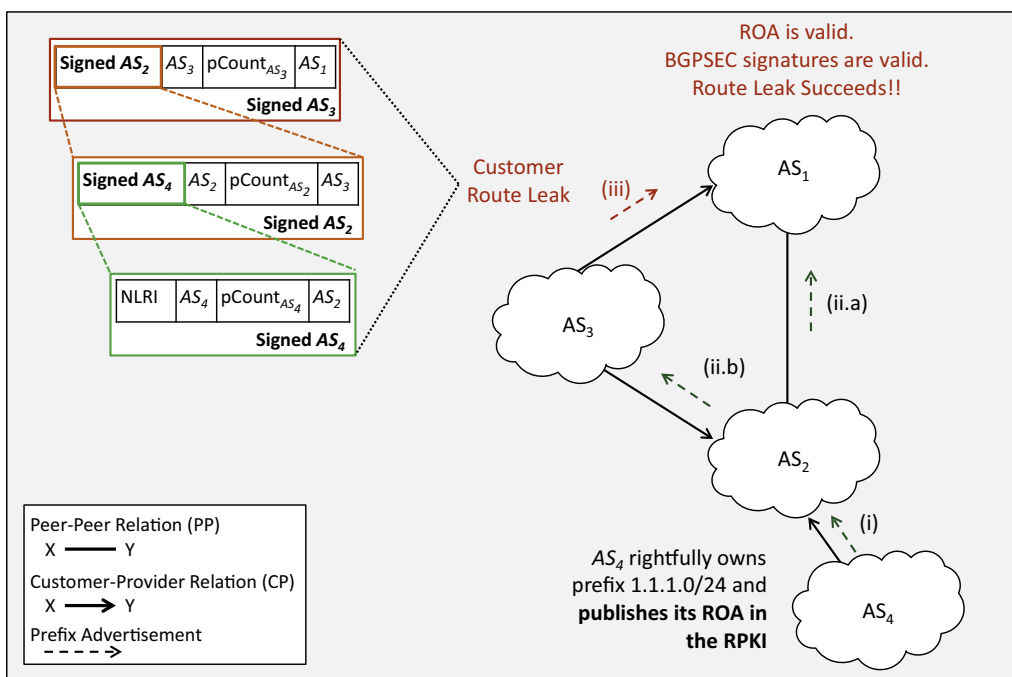 Signed AS2 AS3 pCountAS3 AS1
Signed AS3
Signed AS4 AS2 pCountAS2 AS3
Signed AS2
NLRI AS4 pCountAS4 AS2
Signed AS4
Customer
Route Leak
ROA is valid.
BGPSEC signatures are valid.
Route Leak Succeeds!!
AS1
(iii)
(ii.a)
AS3
(ii.b)
AS2
(i)
AS4 rightfully owns
prefix 1.1.1.0/24 and
publishes its ROA in
the RPKI
AS4
Peer-Peer Relation (PP)
X Y
Customer-Provider Relation (CP)
X Y
Prefix Advertisement